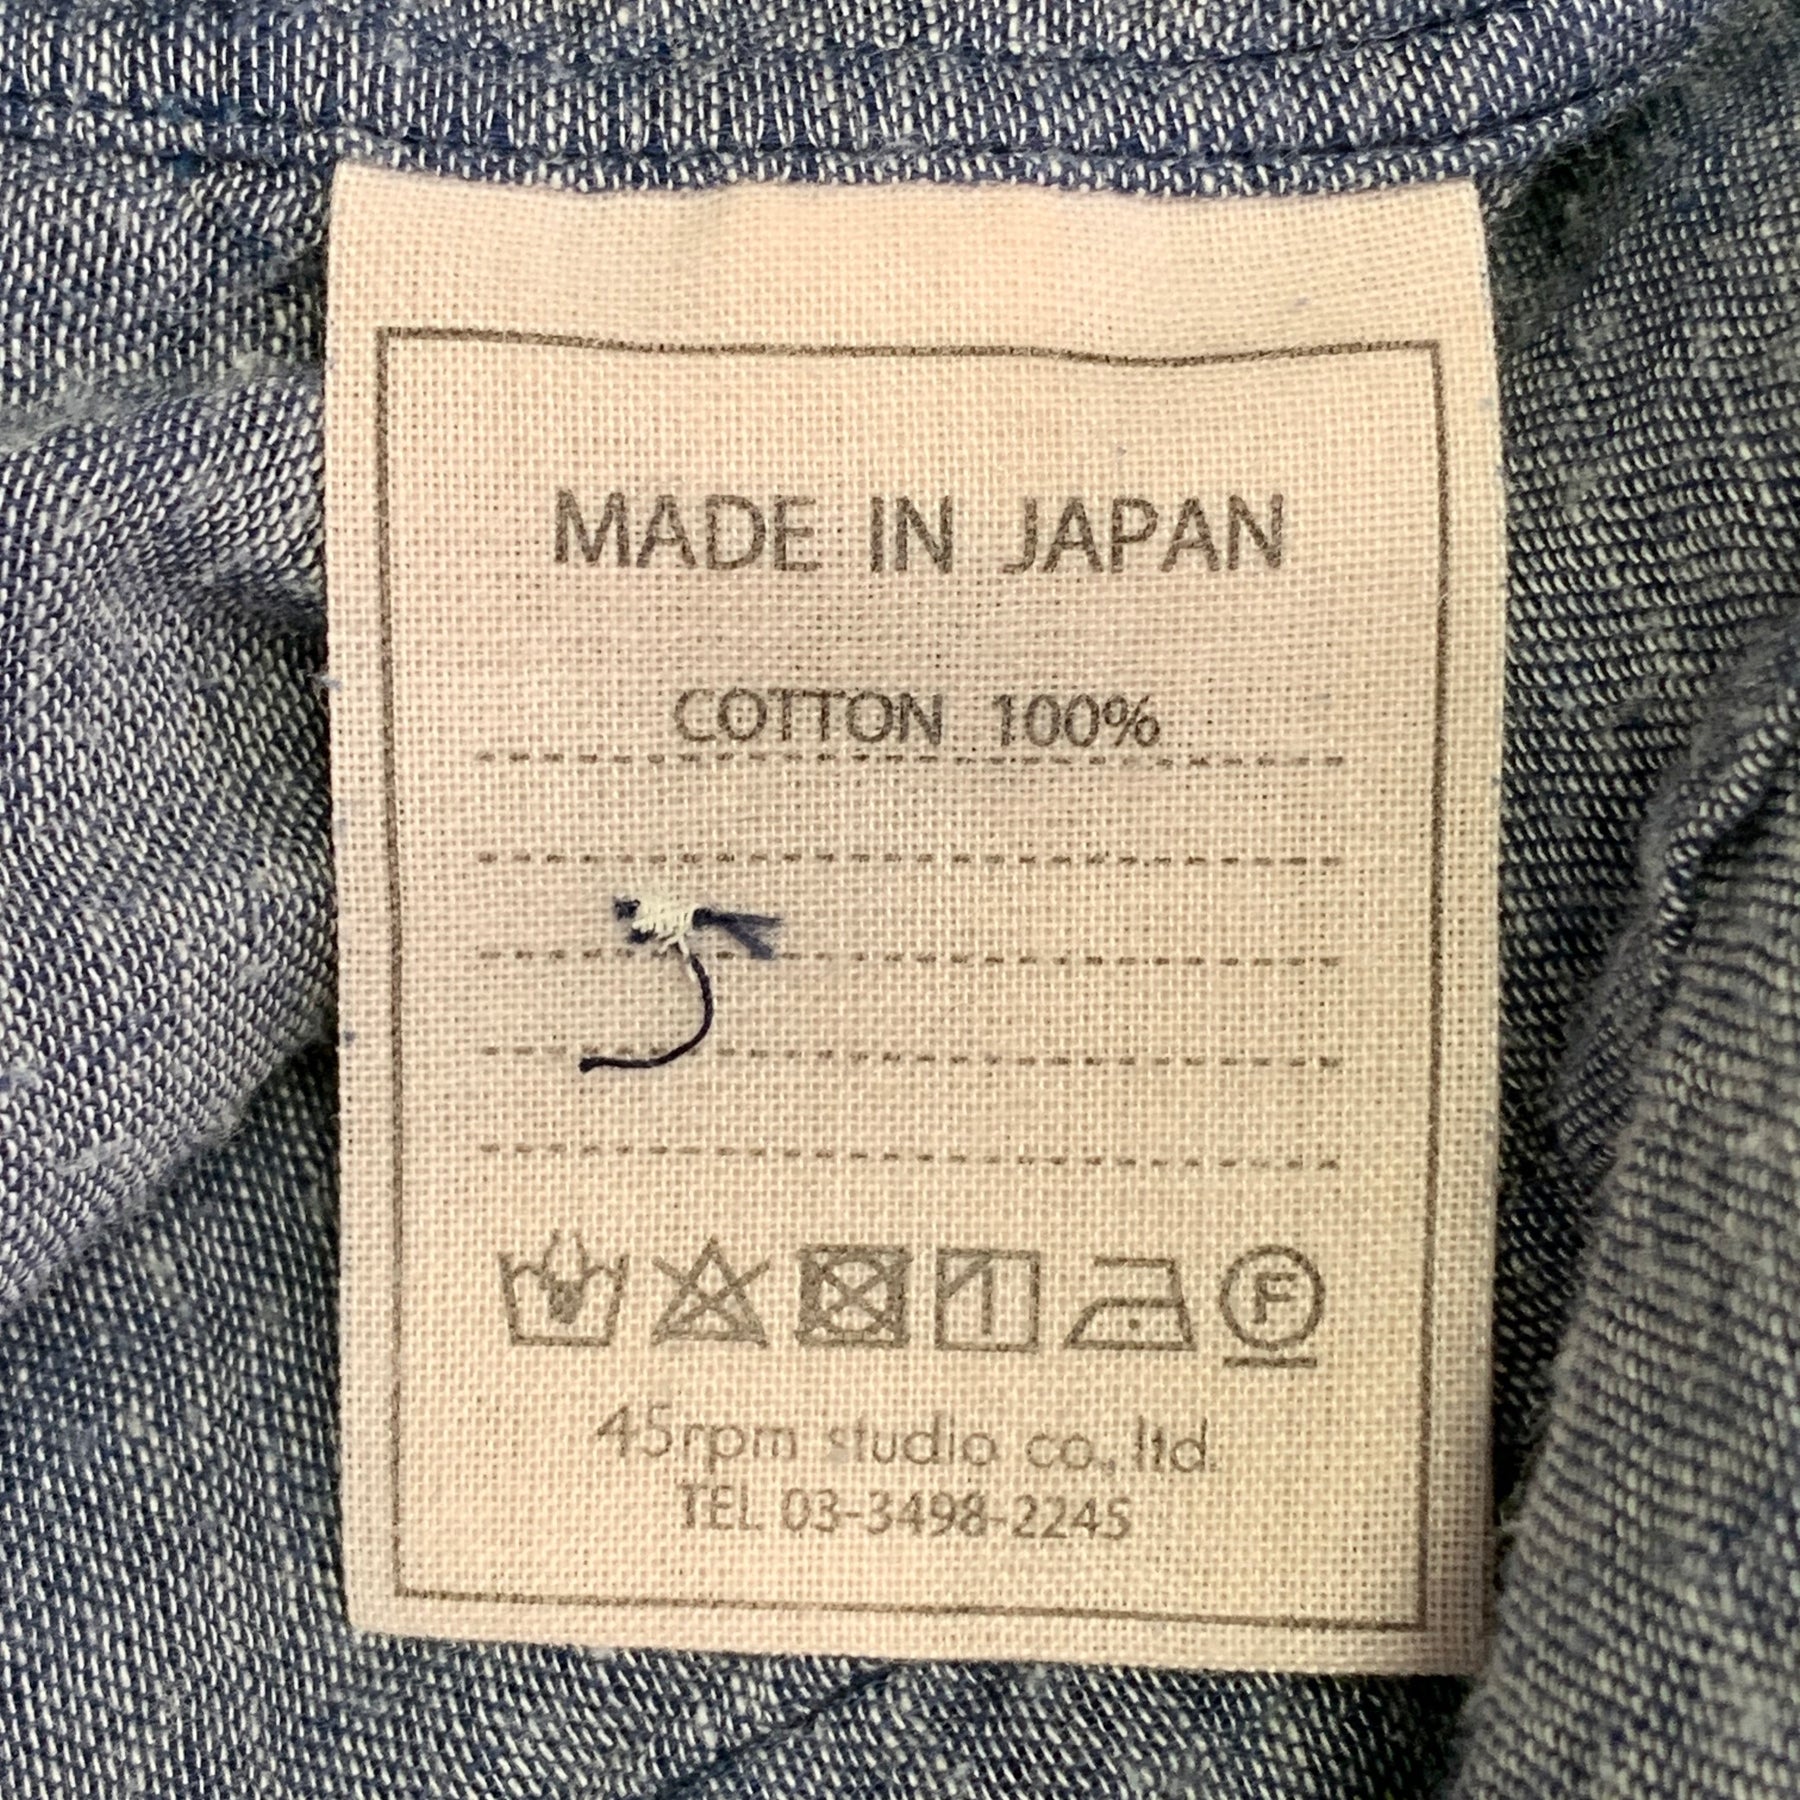 MADE IN JAPAN
COTTON 100%
F
45rpm studio co., ltd.
TEL 03-3498-2245